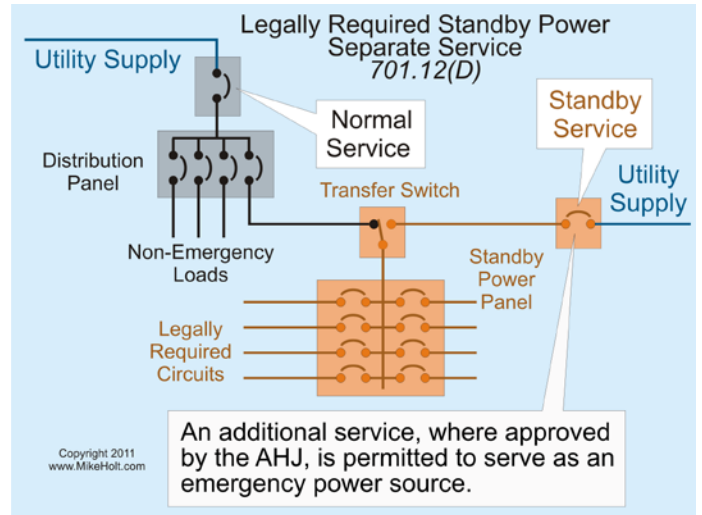 Legally Required Standby Power
Separate Service
701.12(D)
Utility Supply
Normal
Service
Standby
Service
Distribution
Panel
Utility
Supply
Transfer Switch
Non-Emergency
Loads
Standby
Power
Panel
Legally
Required
Circuits
An additional service, where approved
by the AHJ, is permitted to serve as an
emergency power source.
Copyright 2011
www.MikeHolt.com